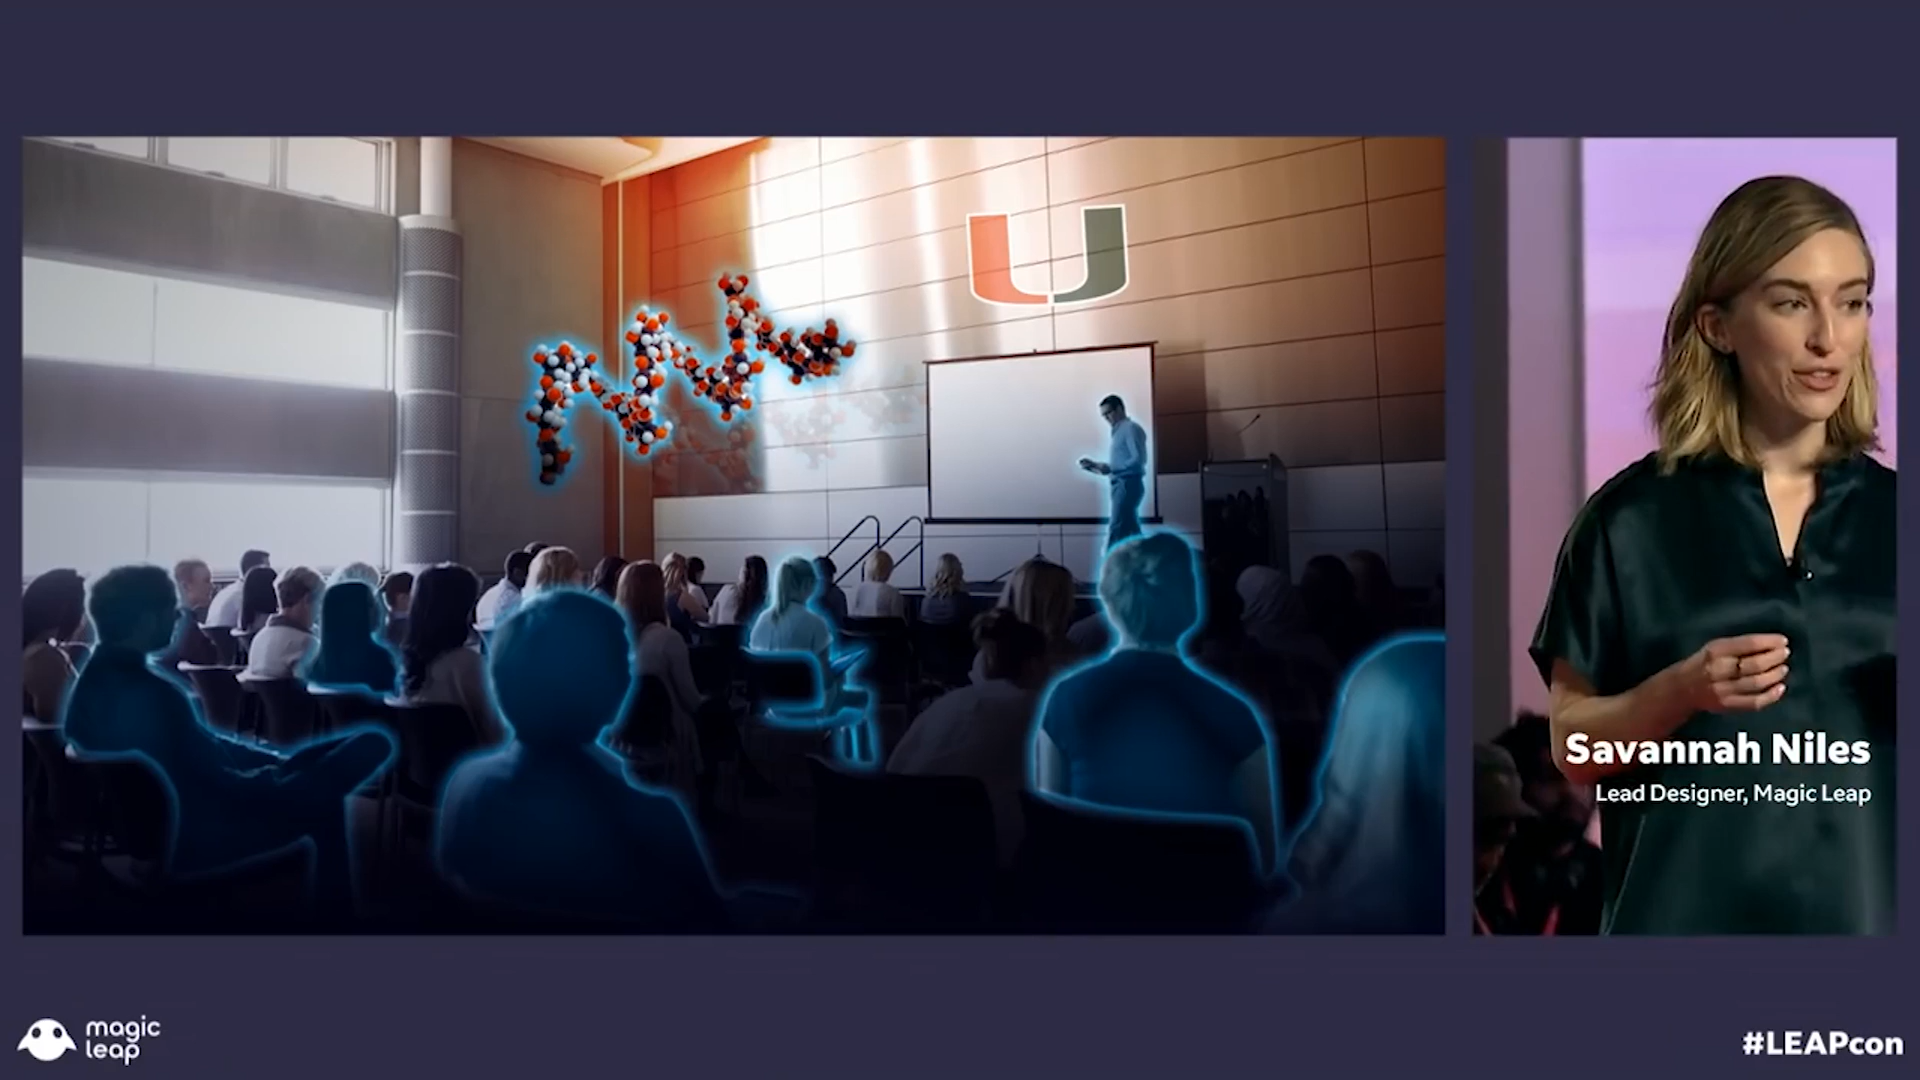 U
Savannah Niles
Lead Designer, Magic Leap
magic
leap
#LEAPcon